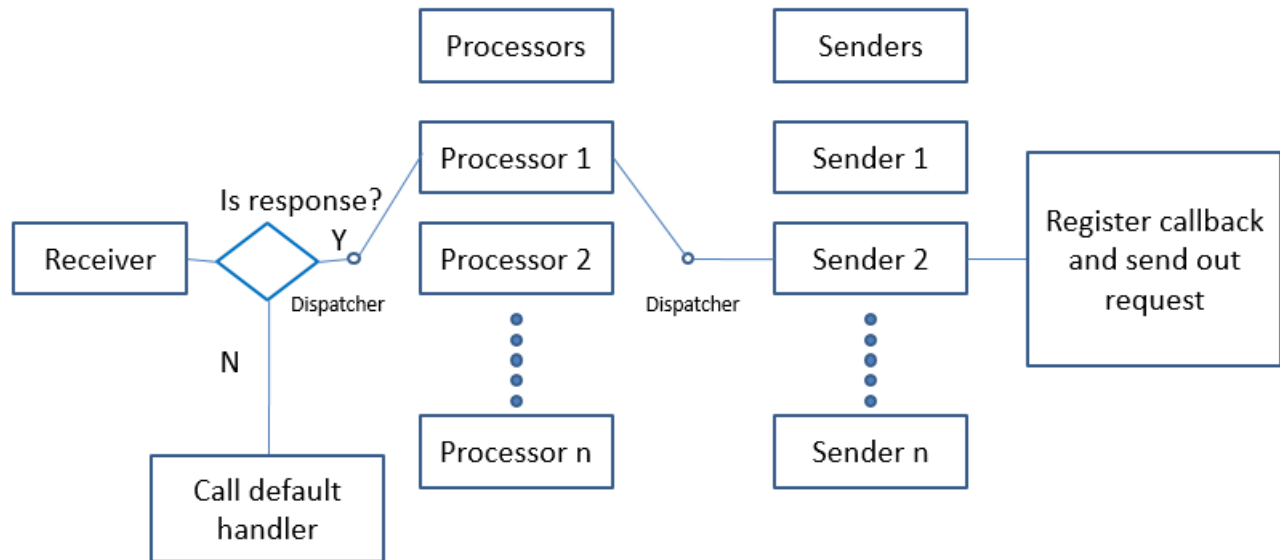 Processors
Senders
Processor 1
Sender 1
Is response?
Y
Receiver
Processor 2
Sender 2
Register callback
and send out
request
Dispatcher
Dispatcher
N
Processor n
Sender n
Call default
handler